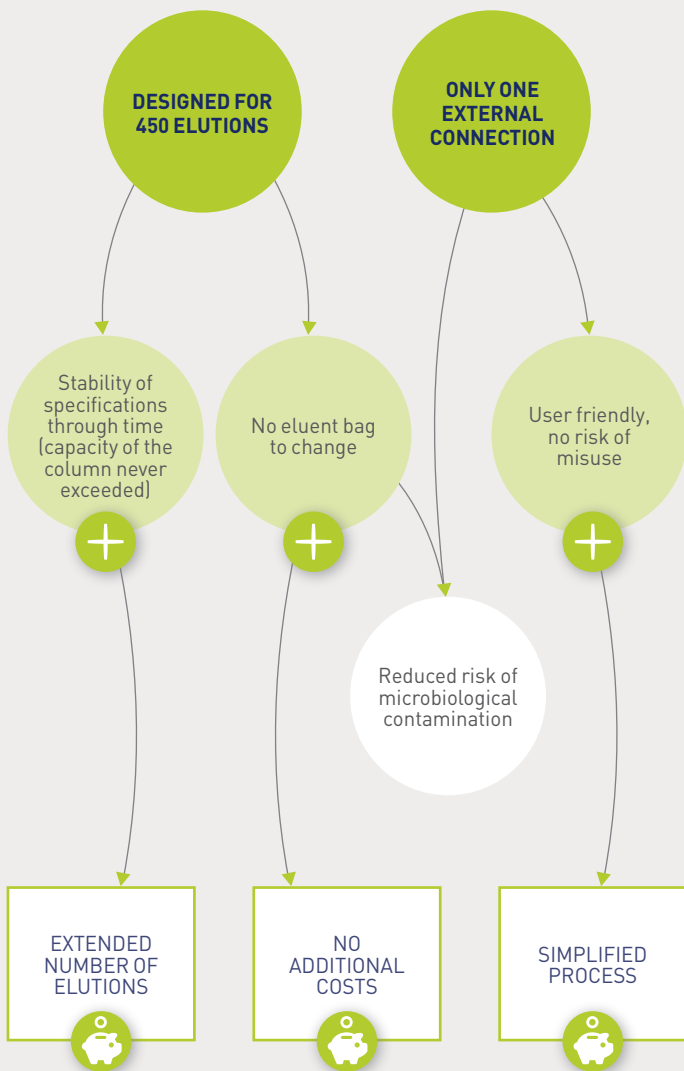 DESIGNED FOR
450 ELUTIONS
ONLY ONE
EXTERNAL
CONNECTION
Stability of
specifications
through time
(capacity of the
column never
exceeded)
No eluent bag
to change
User friendly,
no risk of
misuse
Reduced risk of
microbiological
contamination
EXTENDED
NUMBER OF
ELUTIONS
NO
ADDITIONAL
COSTS
SIMPLIFIED
PROCESS